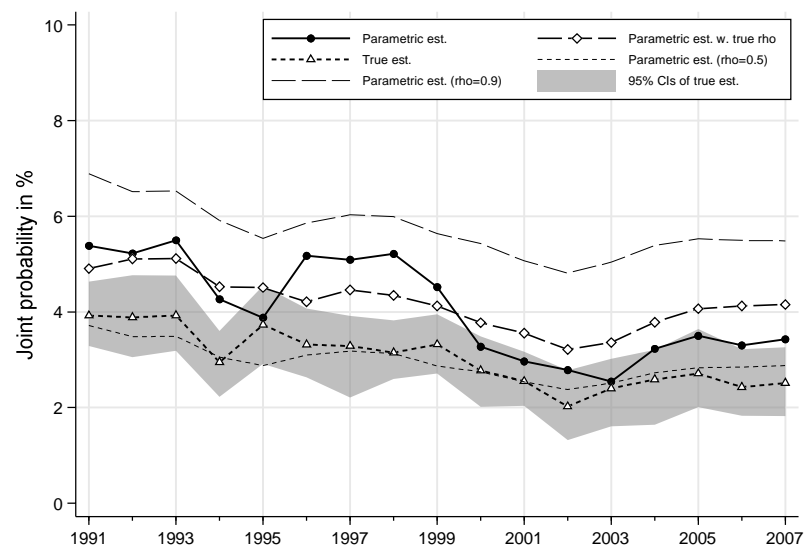 Parametric est.
Parametric est. w. true rho
True est.
Parametric est. (rho=0.5)
Parametric est. (rho=0.9)
95% CIs of true est.
Joint probability in %
10
8
6
4
2
0
1991 1993 1995 1997 1999 2001 2003 2005 2007